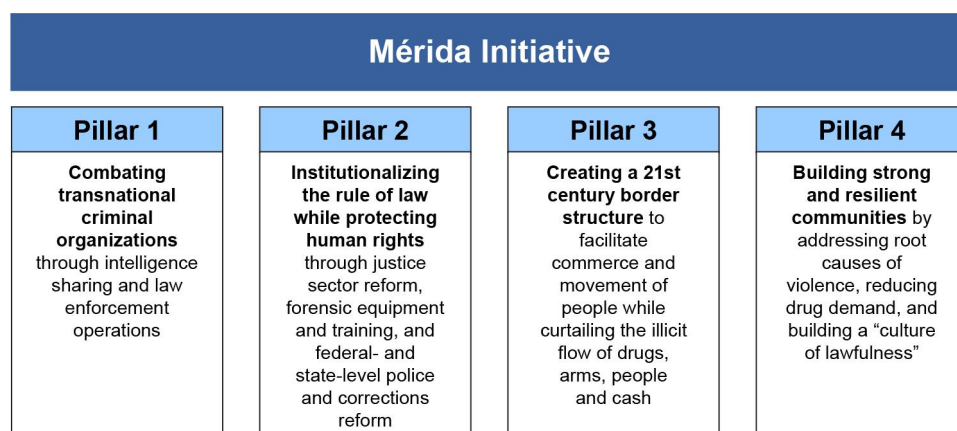 Mérida Initiative
Pillar 1
Combating
transnational
criminal
organizations
through intelligence
sharing and law
enforcement
operations
Pillar 2
Institutionalizing
the rule of law
while protecting
human rights
through justice
sector reform,
forensic equipment
and training, and
federal- and
state-level police
and corrections
reform
Pillar 3
Creating a 21st
century border
structure to
facilitate
commerce and
movement of
people while
curtailing the illicit
flow of drugs,
arms, people
and cash
Pillar 4
Building strong
and resilient
communities by
addressing root
causes of
violence, reducing
drug demand, and
building a “culture
of lawfulness”